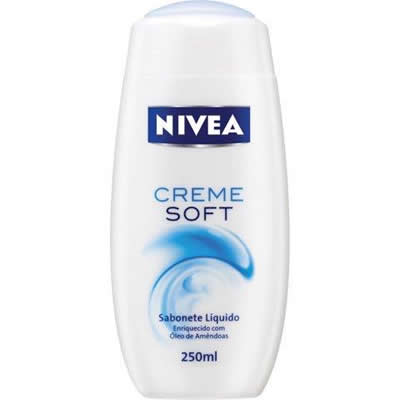 NIVEA
CREME
SOFT
Sabonete Líquido
Enriquecido com
Óleo de Amêndoas
250ml